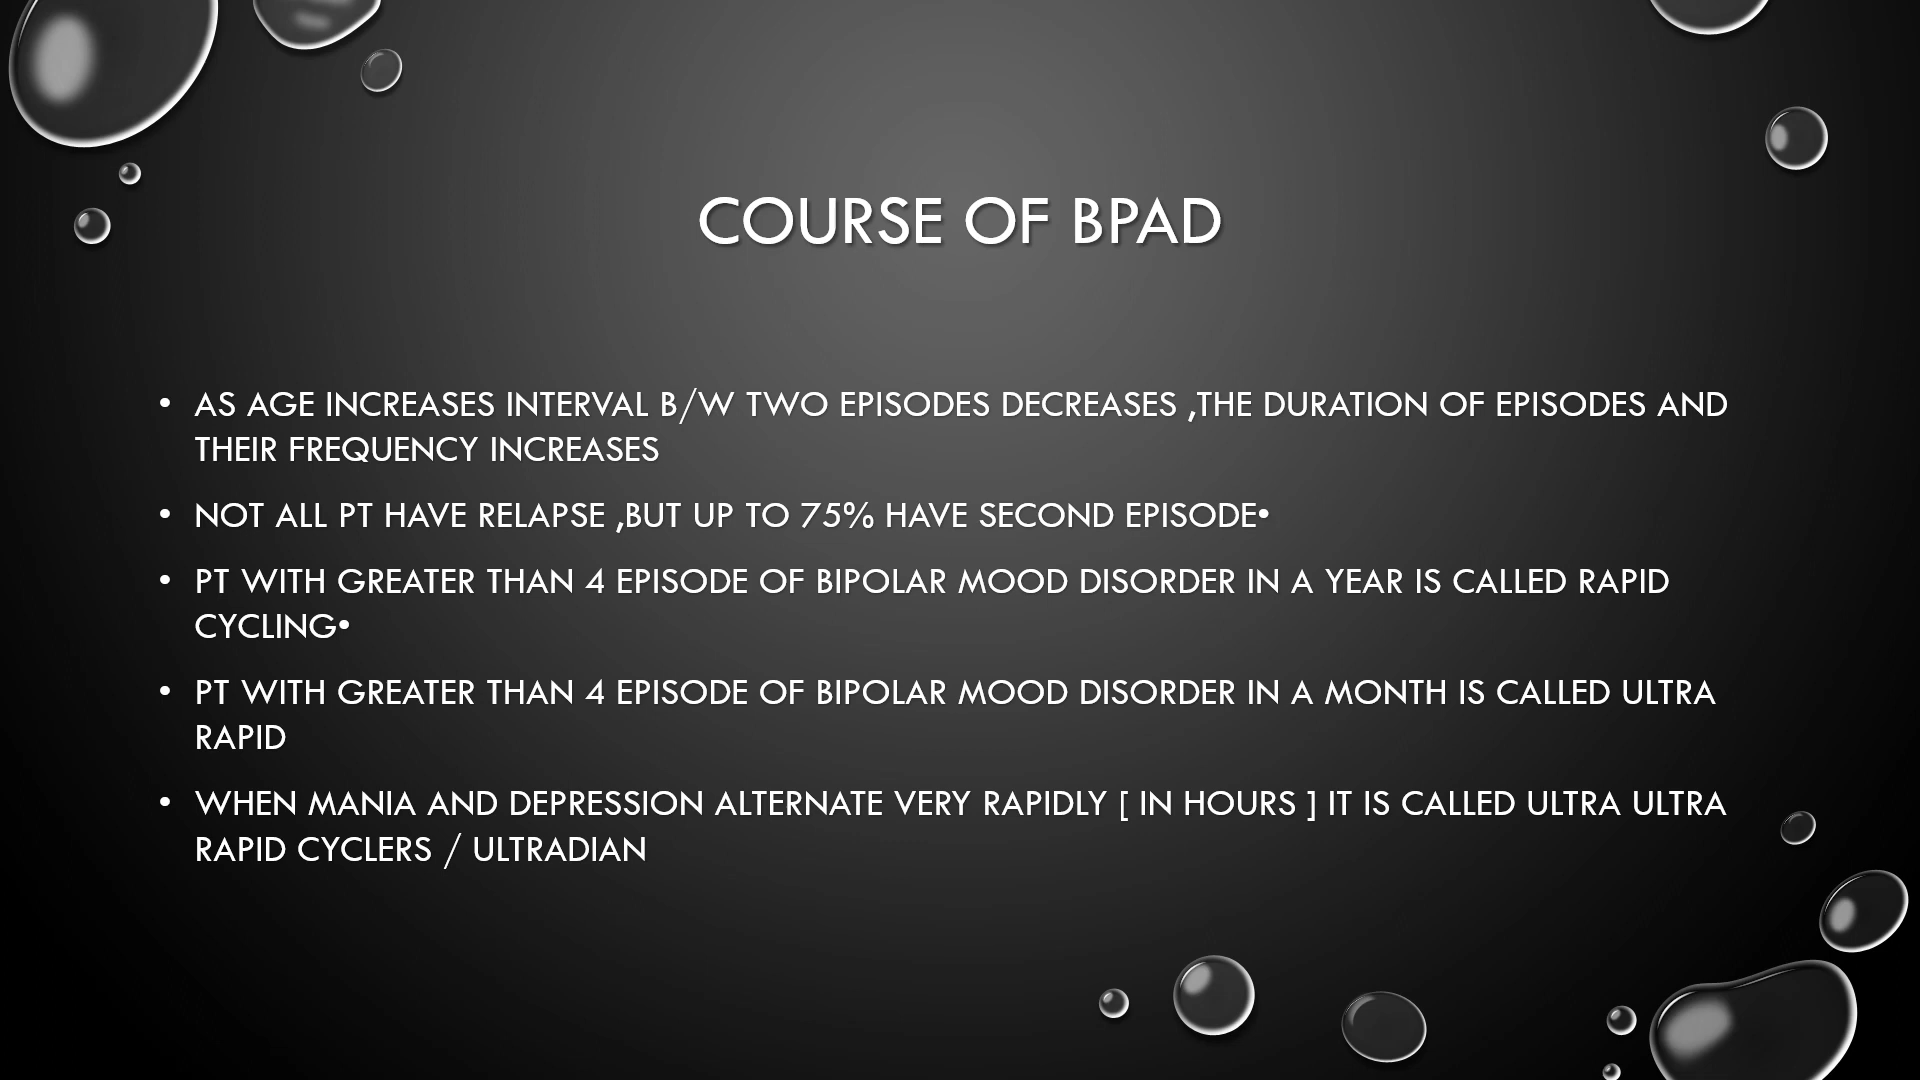 COURSE OF BPAD
• AS AGE INCREASES INTERVAL B/W TWO EPISODES DECREASES ,THE DURATION OF EPISODES AND
THEIR FREQUENCY INCREASES
• NOT ALL PT HAVE RELAPSE ,BUT UP TO 75% HAVE SECOND EPISODE•
• PT WITH GREATER THAN 4 EPISODE OF BIPOLAR MOOD DISORDER IN A YEAR IS CALLED RAPID
CYCLING•
• PT WITH GREATER THAN 4 EPISODE OF BIPOLAR MOOD DISORDER IN A MONTH IS CALLED ULTRA
RAPID
• WHEN MANIA AND DEPRESSION ALTERNATE VERY RAPIDLY [ IN HOURS ] IT IS CALLED ULTRA ULTRA
RAPID CYCLERS / ULTRADIAN